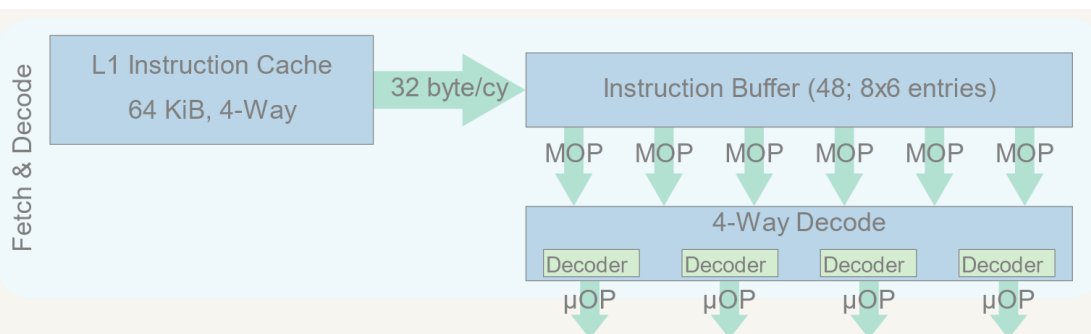 Fetch & Decode
L1 Instruction Cache
64 KiB, 4-Way
32 byte/cy
Instruction Buffer (48; 8x6 entries)
MOP MOP MOP MOP MOP MOP
4-Way Decode
Decoder Decoder Decoder Decoder
µOP µOP µOP µOP